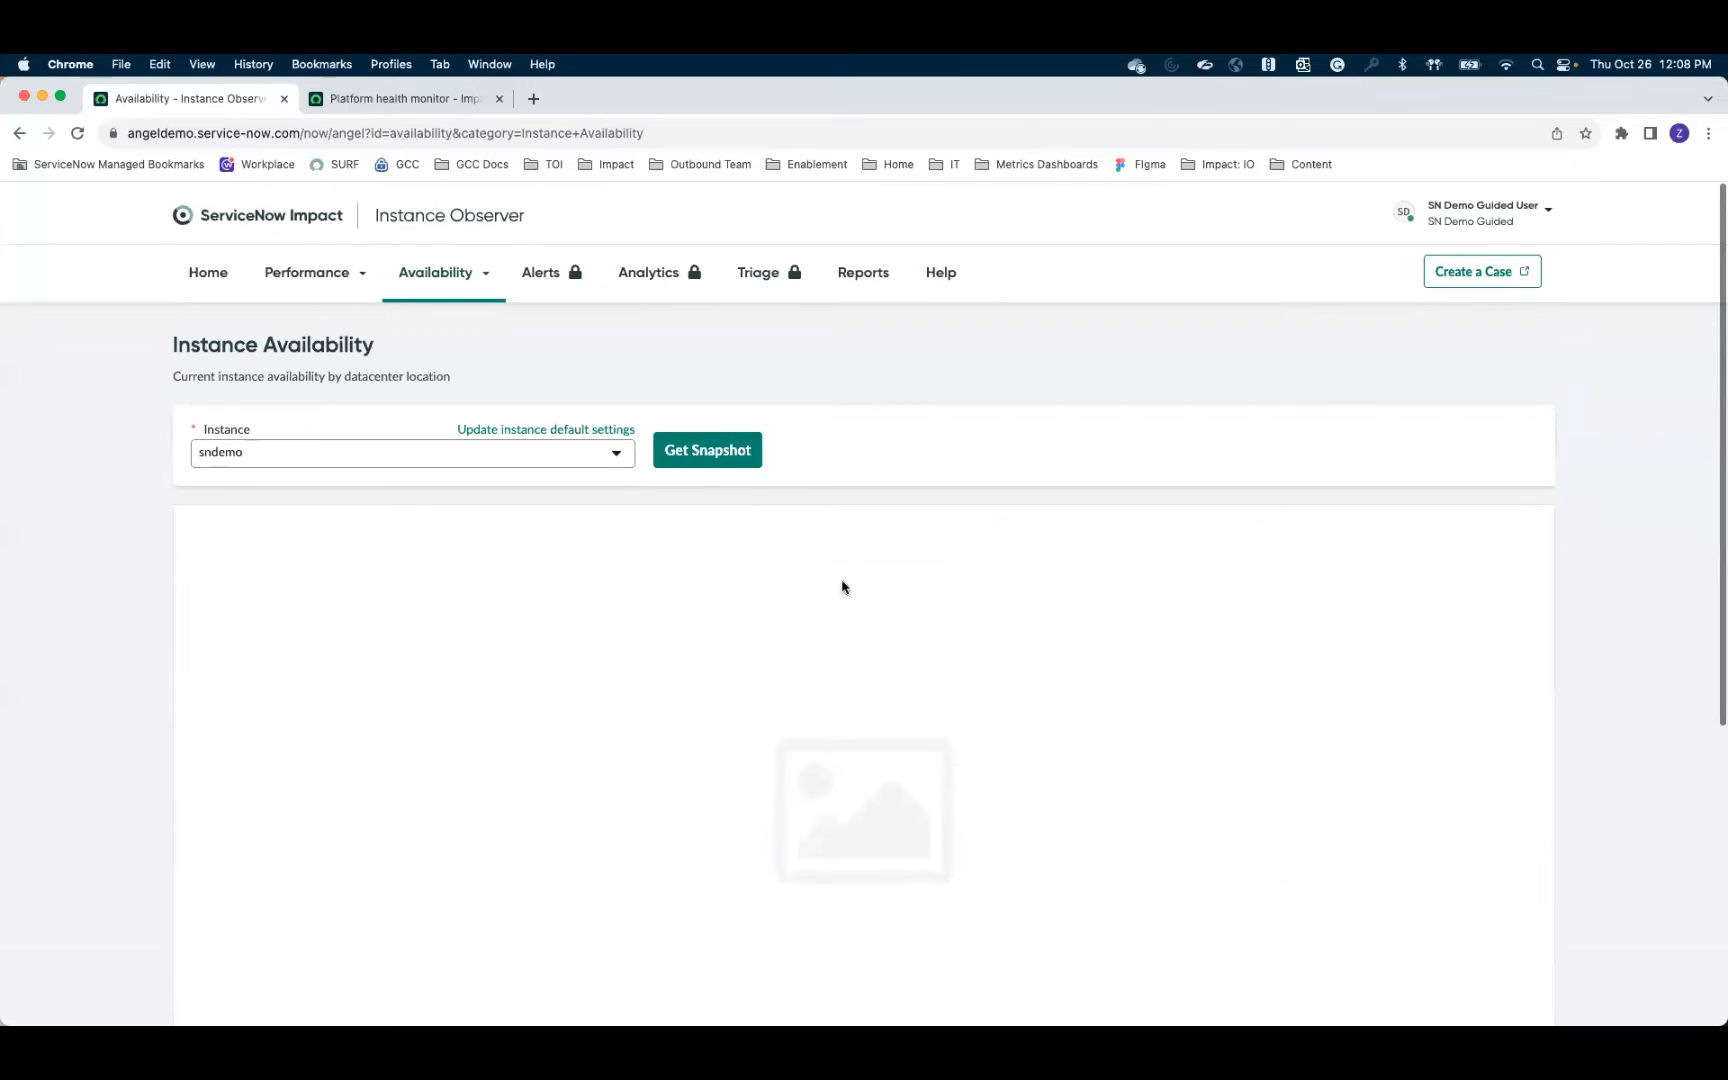 Chrome File Edit View History Bookmarks Profiles Tab Window Help Thu Oct 26 12:08 PM
Availability - Instance Observ Platform health monitor - Imp
angeldemo.service-now.com/now/angel?id=availability&category=Instance+Availability
Z
ServiceNow Managed Bookmarks Workplace SURF GCC GCC Docs TOI Impact Outbound Team Enablement Home IT Metrics Dashboards Figma Impact: IO Content
ServiceNow Impact Instance Observer
SD SN Demo Guided User
SN Demo Guided
Home Performance Availability Alerts Analytics Triage Reports Help Create a Case
Instance Availability
Current instance availability by datacenter location
* Instance Update instance default settings
sndemo
Get Snapshot